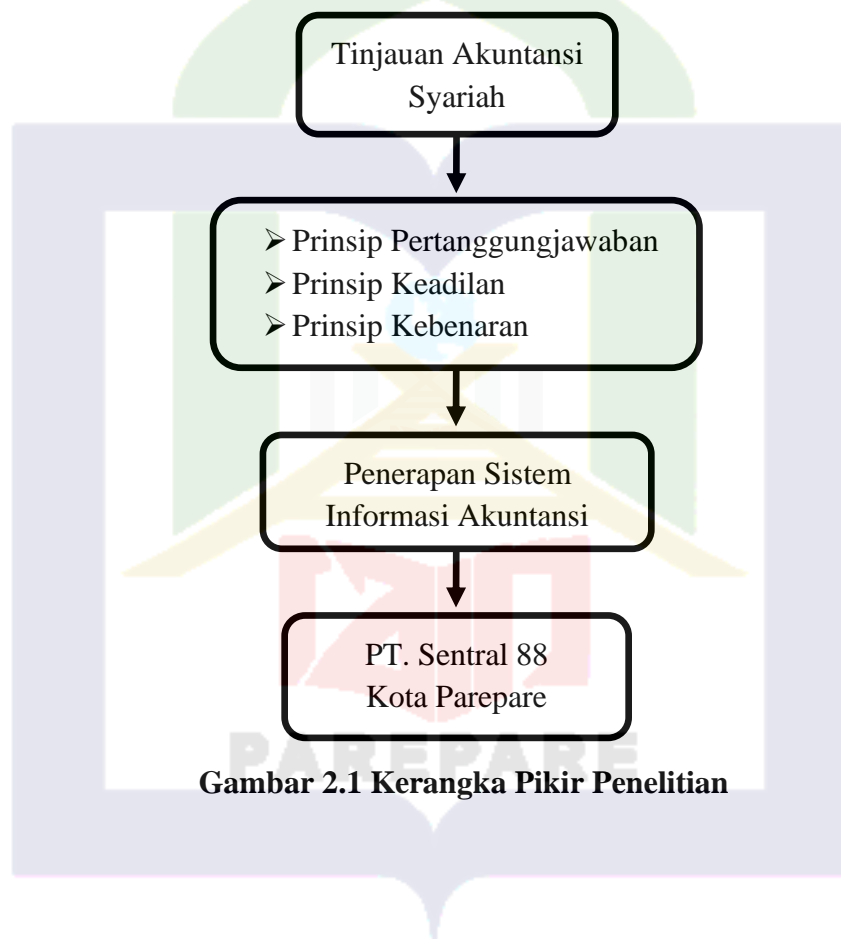 Tinjauan Akuntansi
Syariah
➢ Prinsip Pertanggungjawaban
➢ Prinsip Keadilan
➢ Prinsip Kebenaran
Penerapan Sistem
Informasi Akuntansi
PT. Sentral 88
Kota Parepare
PAREPARE
Gambar 2.1 Kerangka Pikir Penelitian